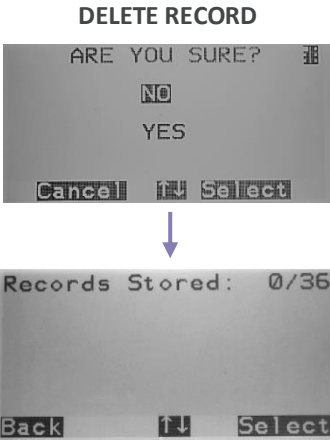 DELETE RECORD
ARE YOU SURE?
NO
YES
Cancel ↑↓ Select
Records Stored: 0/36
Back ↑↓ Select